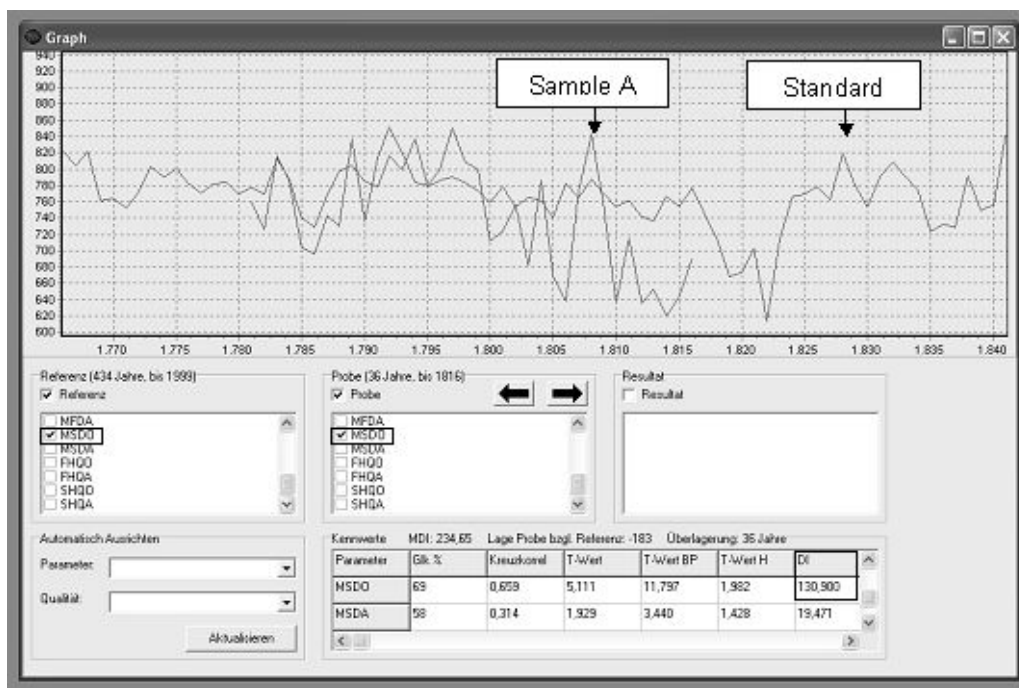 Graph
940
920
900
880
860
840
820
800
780
760
740
720
700
680
660
640
620
600
Sample A
Standard
1.770 1.775 1.780 1.785 1.790 1.795 1.800 1.805 1.810 1.815 1.820 1.825 1.830 1.835 1.840
Referenz (434 Jahre, bis 1999)
Referenz
MFDA
MSDO
MSDA
FHQO
FHQA
SHQO
SHQA
Probe (36 Jahre, bis 1816)
Probe
MFDA
MSDO
MSDA
FHQO
FHQA
SHQO
SHQA
Resultat
Resultat
Automatisch Ausrichten
Parameter:
Qualität:
Aktualisieren
Kennwerte MDI: 234,65 Lage Probe bzgl. Referenz: -183 Überlagerung: 36 Jahre
Parameter Glk. % Kreuzkorrel T-Wert T-Wert BP T-Wert H DI
MSDO 69 0,659 5,111 11,797 1,982 130,900
MSDA 58 0,314 1,929 3,440 1,428 19,471